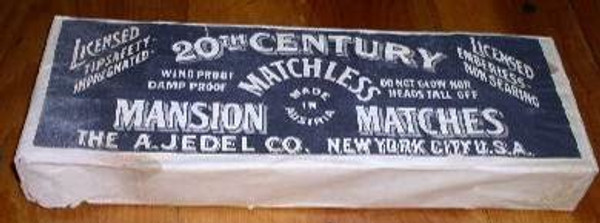 LICENSED
TIPSAFETY
IMPREGNATED
20TH CENTURY
LICENSED
EMBERLESS
NON SEARING
WIND PROOF
DAMP PROOF
MATCHLESS
MADE
IN
AUSTRIA
DO NOT GLOW NOR
HEADS FALL OFF
MANSION MATCHES
THE A. JEDEL CO. NEW YORK CITY U.S.A.